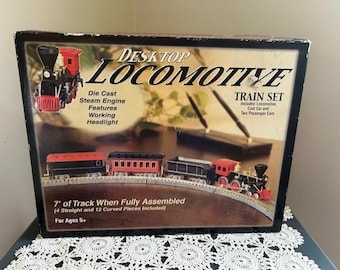 DESKTOP
LOCOMOTIVE
TRAIN SET
Includes: Locomotive,
Coal Car and
Two Passenger Cars
Die Cast
Steam Engine
Features
Working
Headlight
7' of Track When Fully Assembled
(4 Straight and 12 Curved Pieces Included)
For Ages 5+